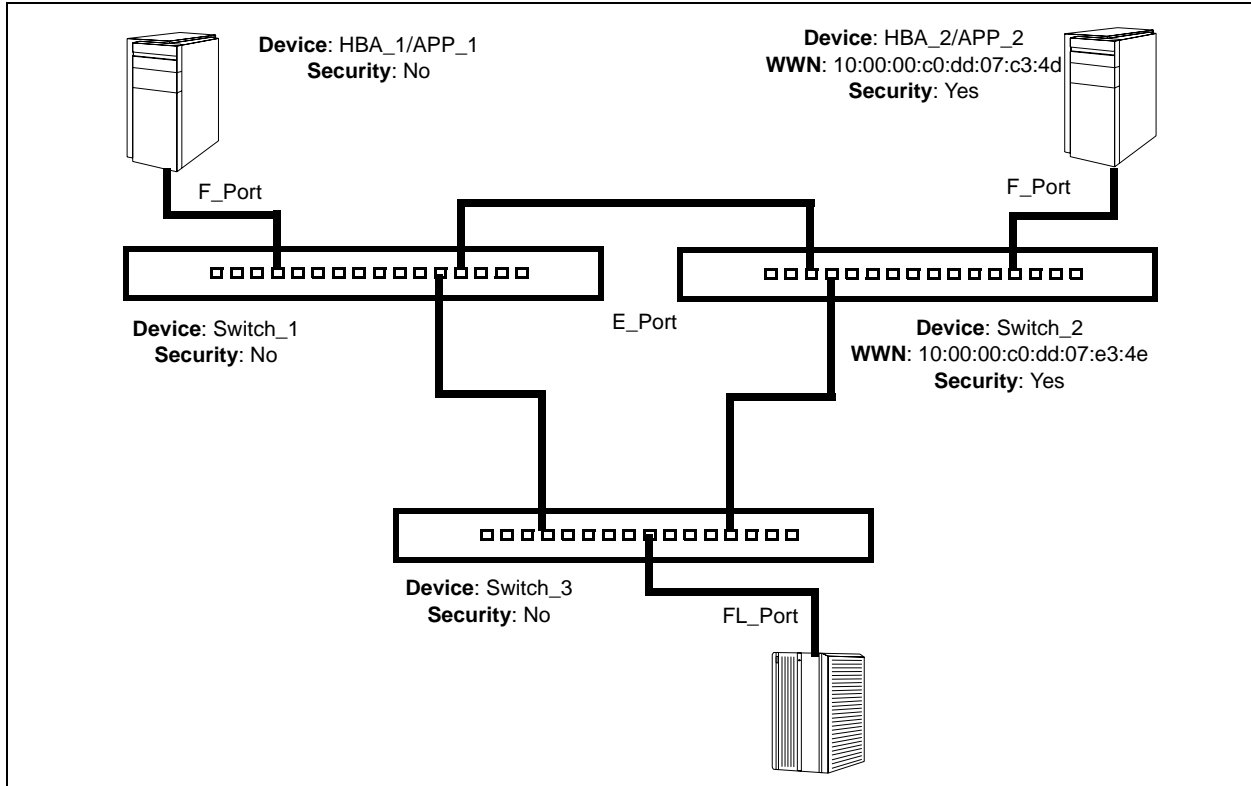 Device: HBA_1/APP_1
Security: No
Device: HBA_2/APP_2
WWN: 10:00:00:c0:dd:07:c3:4d
Security: Yes
F_Port
F_Port
Device: Switch_1
Security: No
E_Port
Device: Switch_2
WWN: 10:00:00:c0:dd:07:e3:4e
Security: Yes
Device: Switch_3
Security: No
FL_Port